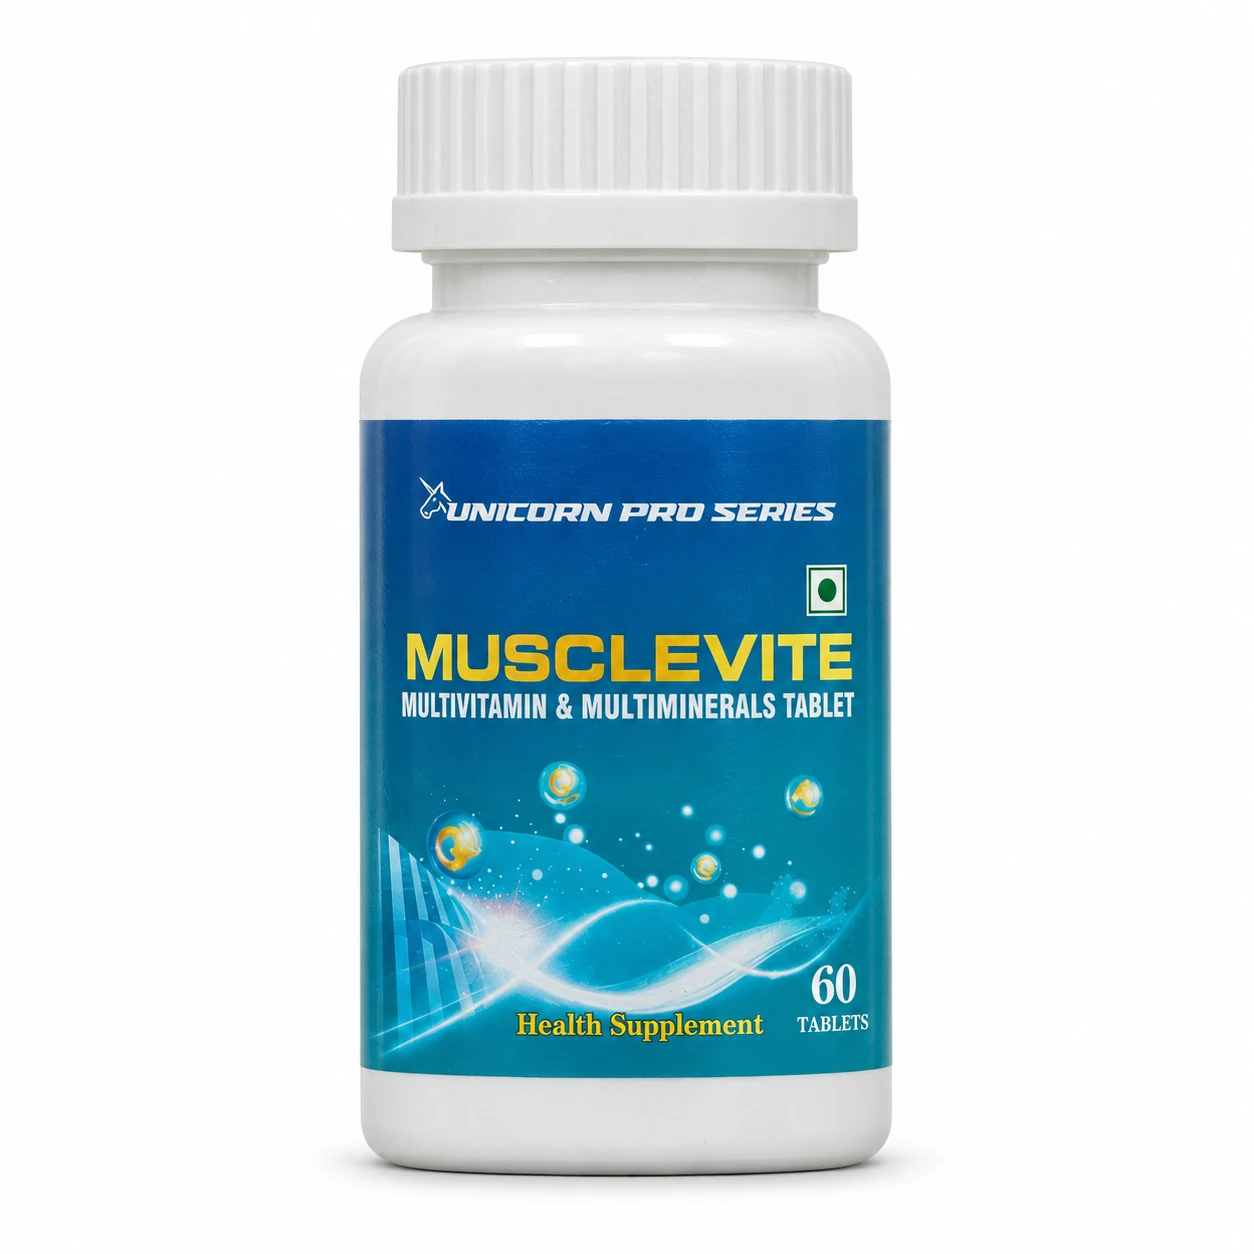 UNICORN PRO SERIES
MUSCLEVITE
MULTIVITAMIN & MULTIMINERALS TABLET
60
TABLETS
Health Supplement